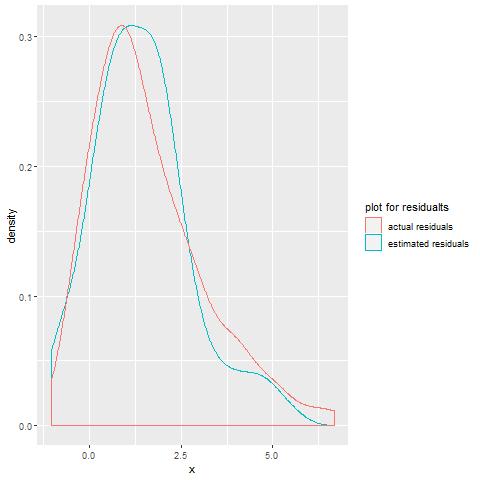 0.3
0.2
0.1
0.0
density
0.0 2.5 5.0
x
plot for residualts
actual residuals
estimated residuals